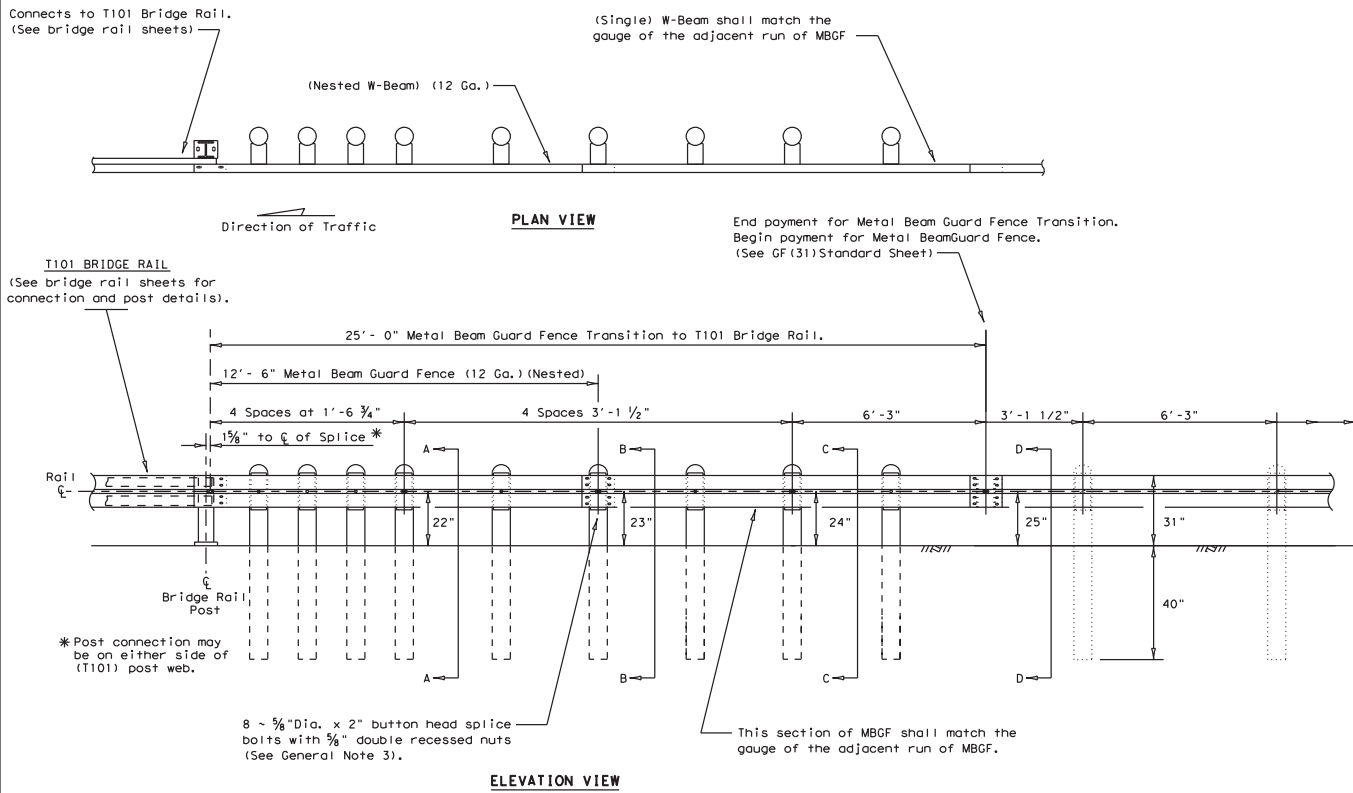 Connects to T101 Bridge Rail.
(See bridge rail sheets)
(Single) W-Beam shall match the
gauge of the adjacent run of MBGF
(Nested W-Beam) (12 Ga.)
Direction of Traffic
PLAN VIEW
End payment for Metal Beam Guard Fence Transition.
Begin payment for Metal BeamGuard Fence.
(See GF(31)Standard Sheet)
T101 BRIDGE RAIL
(See bridge rail sheets for
connection and post details).
25'- 0" Metal Beam Guard Fence Transition to T101 Bridge Rail.
12'- 6" Metal Beam Guard Fence (12 Ga.)(Nested)
4 Spaces at 1'-6 ¾"
4 Spaces 3'-1 ½"
6'-3"
3'-1 1/2"
6'-3"
1⅝" to ℄ of Splice *
A
B
C
D
Rail
℄
22"
23"
24"
25"
31"
40"
℄
Bridge Rail
Post
* Post connection may
be on either side of
(T101) post web.
A
B
C
D
8 ~ ⅝"Dia. x 2" button head splice
bolts with ⅝" double recessed nuts
(See General Note 3).
This section of MBGF shall match the
gauge of the adjacent run of MBGF.
ELEVATION VIEW